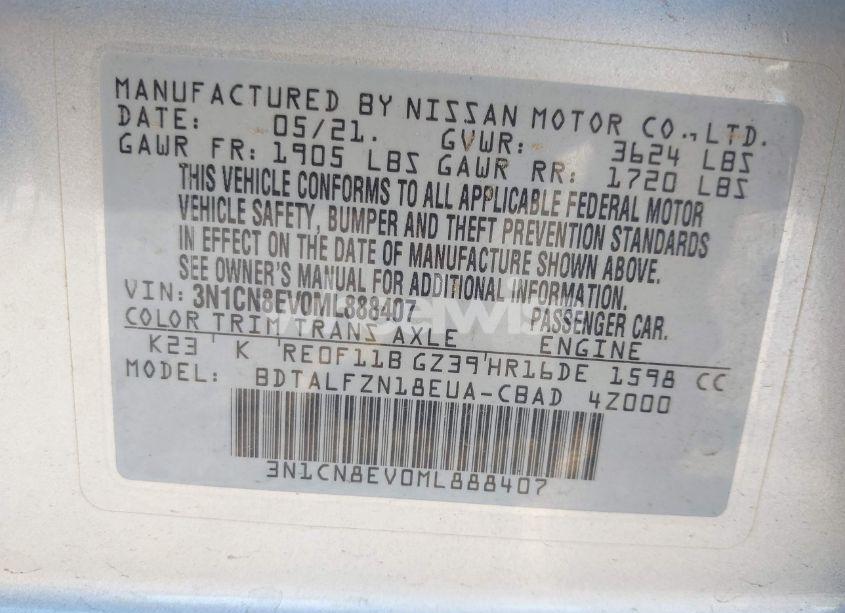 MANUFACTURED BY NISSAN MOTOR CO., LTD.
DATE: 05/21. GVWR: 3624 LBS
GAWR FR: 1905 LBS GAWR RR: 1720 LBS
THIS VEHICLE CONFORMS TO ALL APPLICABLE FEDERAL MOTOR
VEHICLE SAFETY, BUMPER AND THEFT PREVENTION STANDARDS
IN EFFECT ON THE DATE OF MANUFACTURE SHOWN ABOVE.
SEE OWNER'S MANUAL FOR ADDITIONAL INFORMATION.
VIN: 3N1CN8EV0ML888407 PASSENGER CAR.
COLOR TRIM TRANS AXLE ENGINE
K23 K RE0F11B GZ39 HR16DE 1598 CC
MODEL: BDTALFZN18EUA-CBAD 4Z000
3N1CN8EV0ML888407